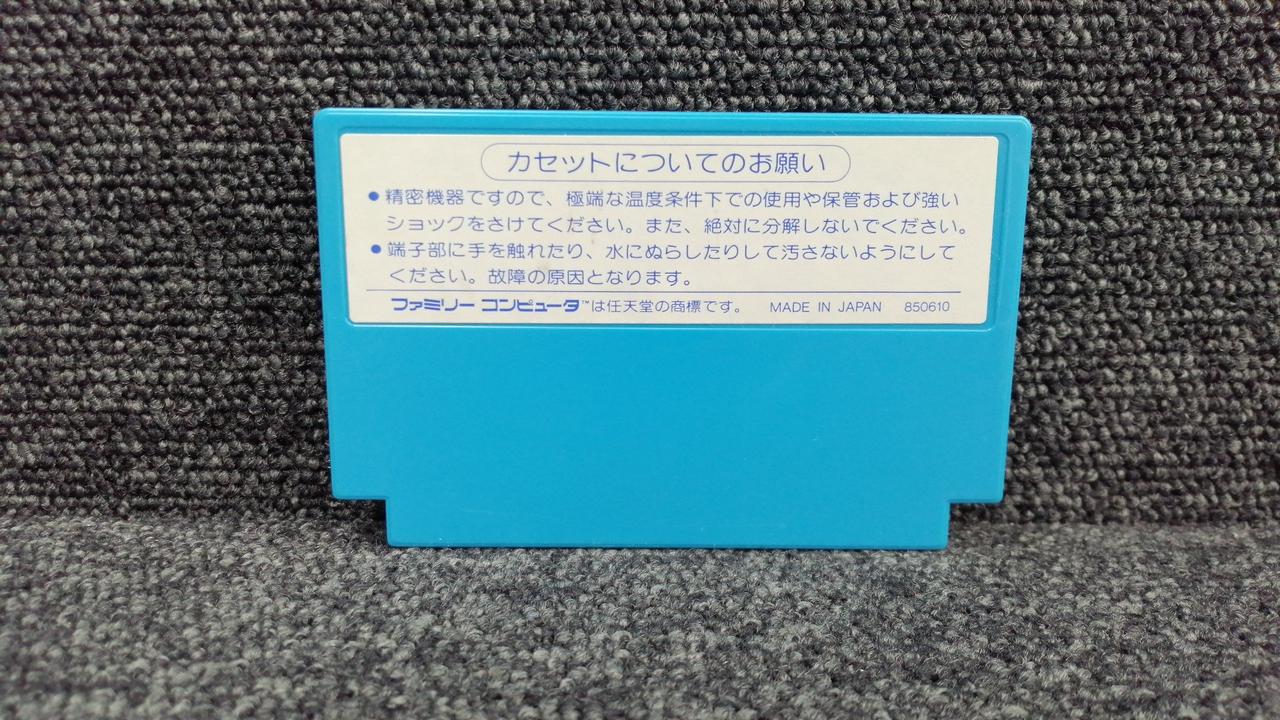 カセットについてのお願い
●精密機器ですので、極端な温度条件下での使用や保管および強い
ショックをさけてください。また、絶対に分解しないでください。
●端子部に手を触れたり、水にぬらしたりして汚さないようにして
ください。故障の原因となります。
ファミリー コンピュータ™は任天堂の商標です。 MADE IN JAPAN 850610